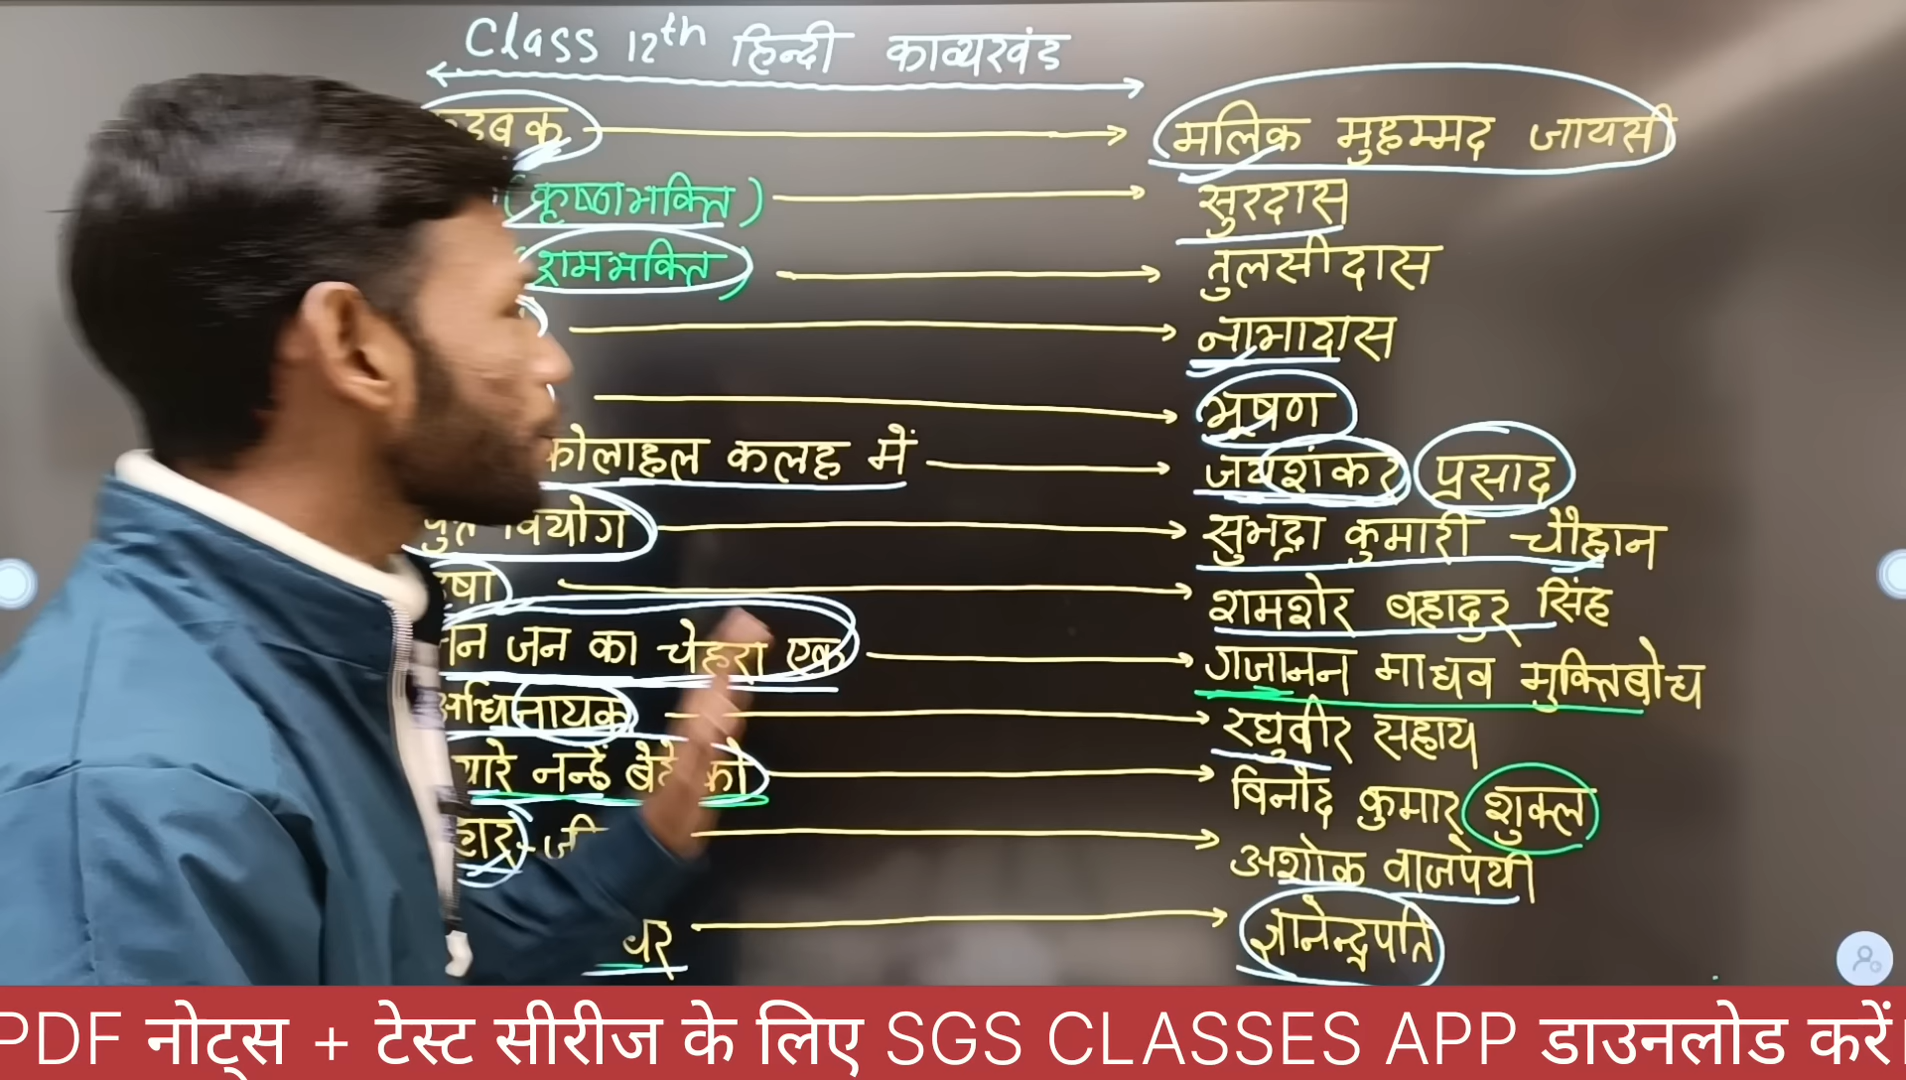 Class 12th हिन्दी काव्यखंड
मलिक मुहम्मद जायसी
(कृष्णभक्ति) सुरदास
रामभक्ति) तुलसीदास
नाभादास
भूषण
कोलाहल कलह में जयशंकर प्रसाद
वियोग सुभद्रा कुमारी चौहान
शमशेर बहादुर सिंह
जन का चेहरा एक गजानन माधव मुक्तिबोध
अधिनायक रघुवीर सहाय
नन्हें को विनोद कुमार शुक्ल
अशोक वाजपेयी
ज्ञानेन्द्रपति
PDF नोट्स + टेस्ट सीरीज के लिए SGS CLASSES APP डाउनलोड करें।